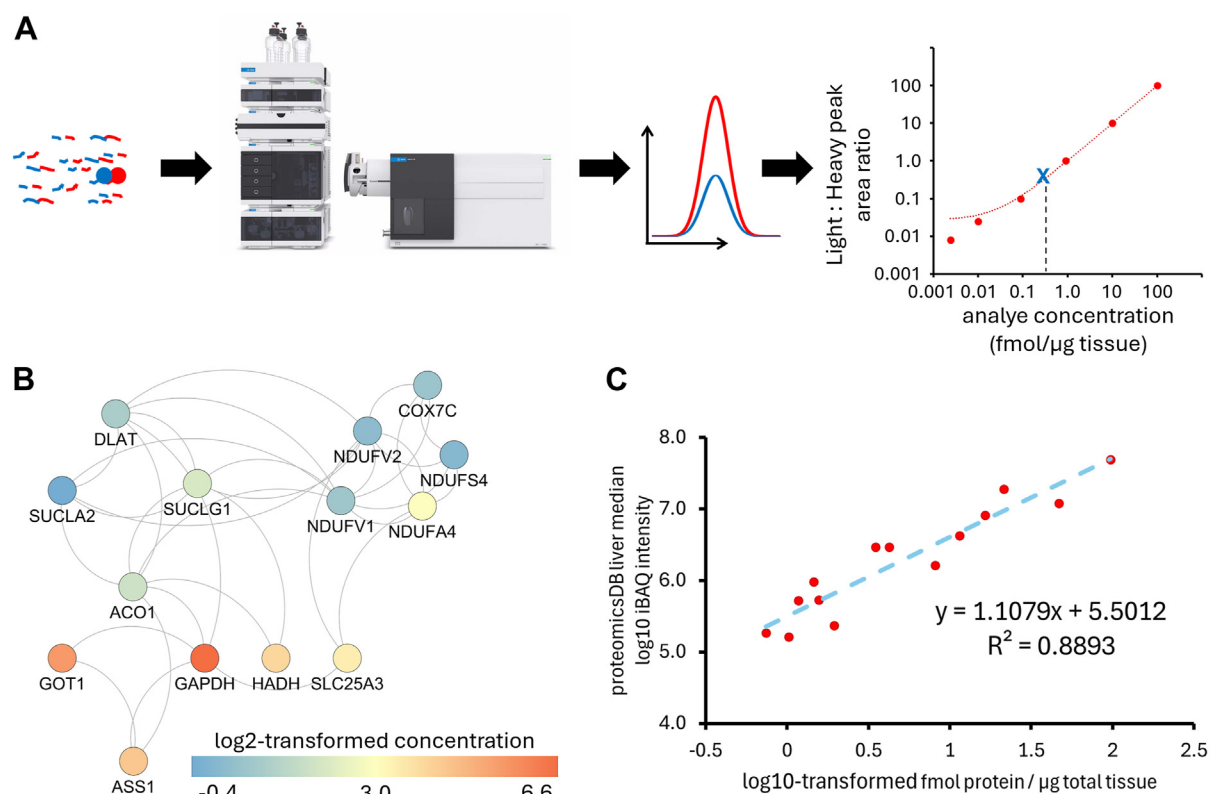 A
Light : Heavy peak
area ratio
100
10
1.0
0.1
0.01
0.001
X
0.001 0.01 0.1 1.0 10 100
analye concentration
(fmol/µg tissue)
B
COX7C
DLAT
NDUFV2
NDUFS4
SUCLA2
SUCLG1
NDUFV1
NDUFA4
ACO1
GOT1
GAPDH
HADH
SLC25A3
ASS1
log2-transformed concentration
-0.4 3.0 6.6
C
proteomicsDB liver median
log10 iBAQ intensity
8.0
7.0
6.0
5.0
4.0
y = 1.1079x + 5.5012
R² = 0.8893
-0.5 0 0.5 1 1.5 2 2.5
log10-transformed fmol protein / µg total tissue